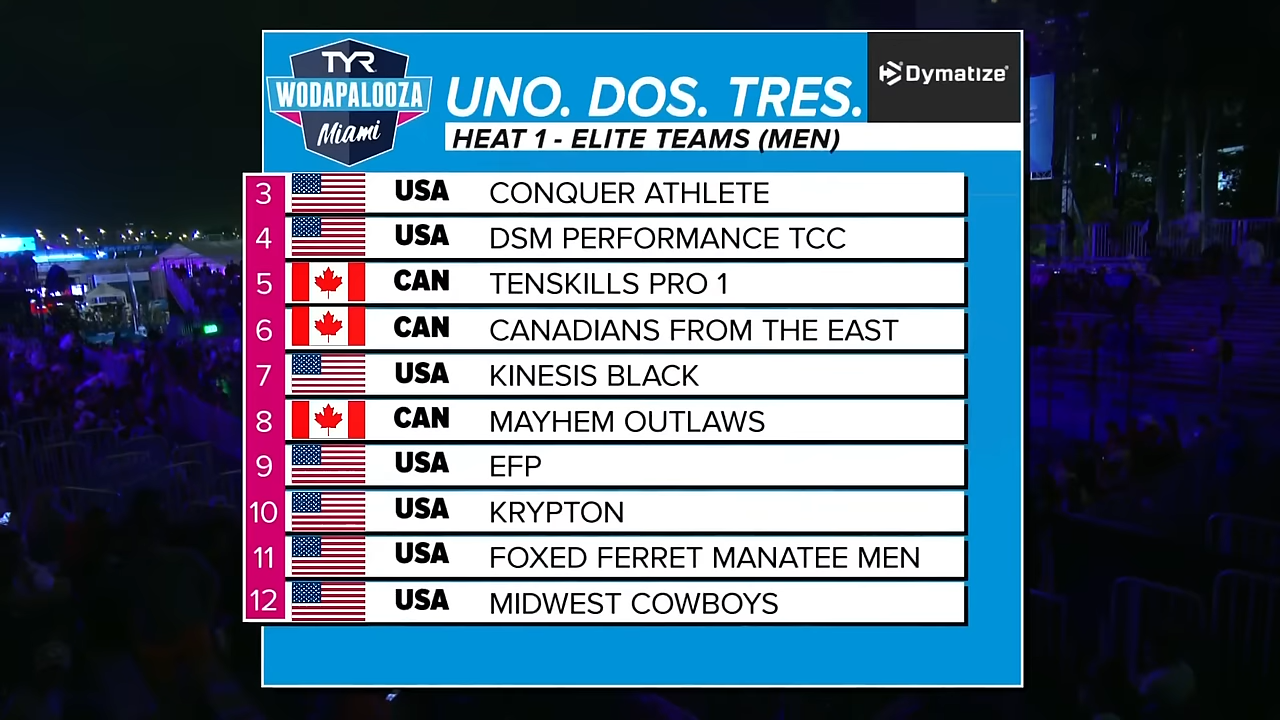 TYR
WODAPALOOZA
Miami
UNO. DOS. TRES.
Dymatize
HEAT 1 - ELITE TEAMS (MEN)
3 USA CONQUER ATHLETE
4 USA DSM PERFORMANCE TCC
5 CAN TENSKILLS PRO 1
6 CAN CANADIANS FROM THE EAST
7 USA KINESIS BLACK
8 CAN MAYHEM OUTLAWS
9 USA EFP
10 USA KRYPTON
11 USA FOXED FERRET MANATEE MEN
12 USA MIDWEST COWBOYS